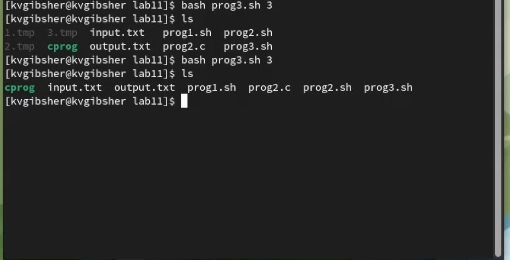 [kvgibsher@kvgibsher lab11]$ bash prog3.sh 3
[kvgibsher@kvgibsher lab11]$ ls
1.tmp 3.tmp input.txt prog1.sh prog2.sh
2.tmp cprog output.txt prog2.c prog3.sh
[kvgibsher@kvgibsher lab11]$ bash prog3.sh 3
[kvgibsher@kvgibsher lab11]$ ls
cprog input.txt output.txt prog1.sh prog2.c prog2.sh prog3.sh
[kvgibsher@kvgibsher lab11]$